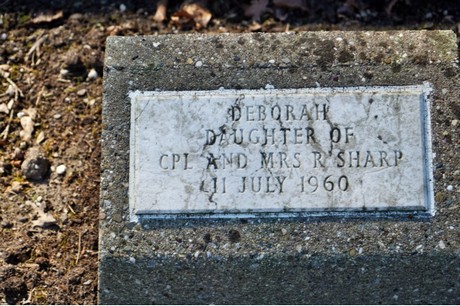 DEBORAH
DAUGHTER OF
CPL AND MRS R SHARP
11 JULY 1960